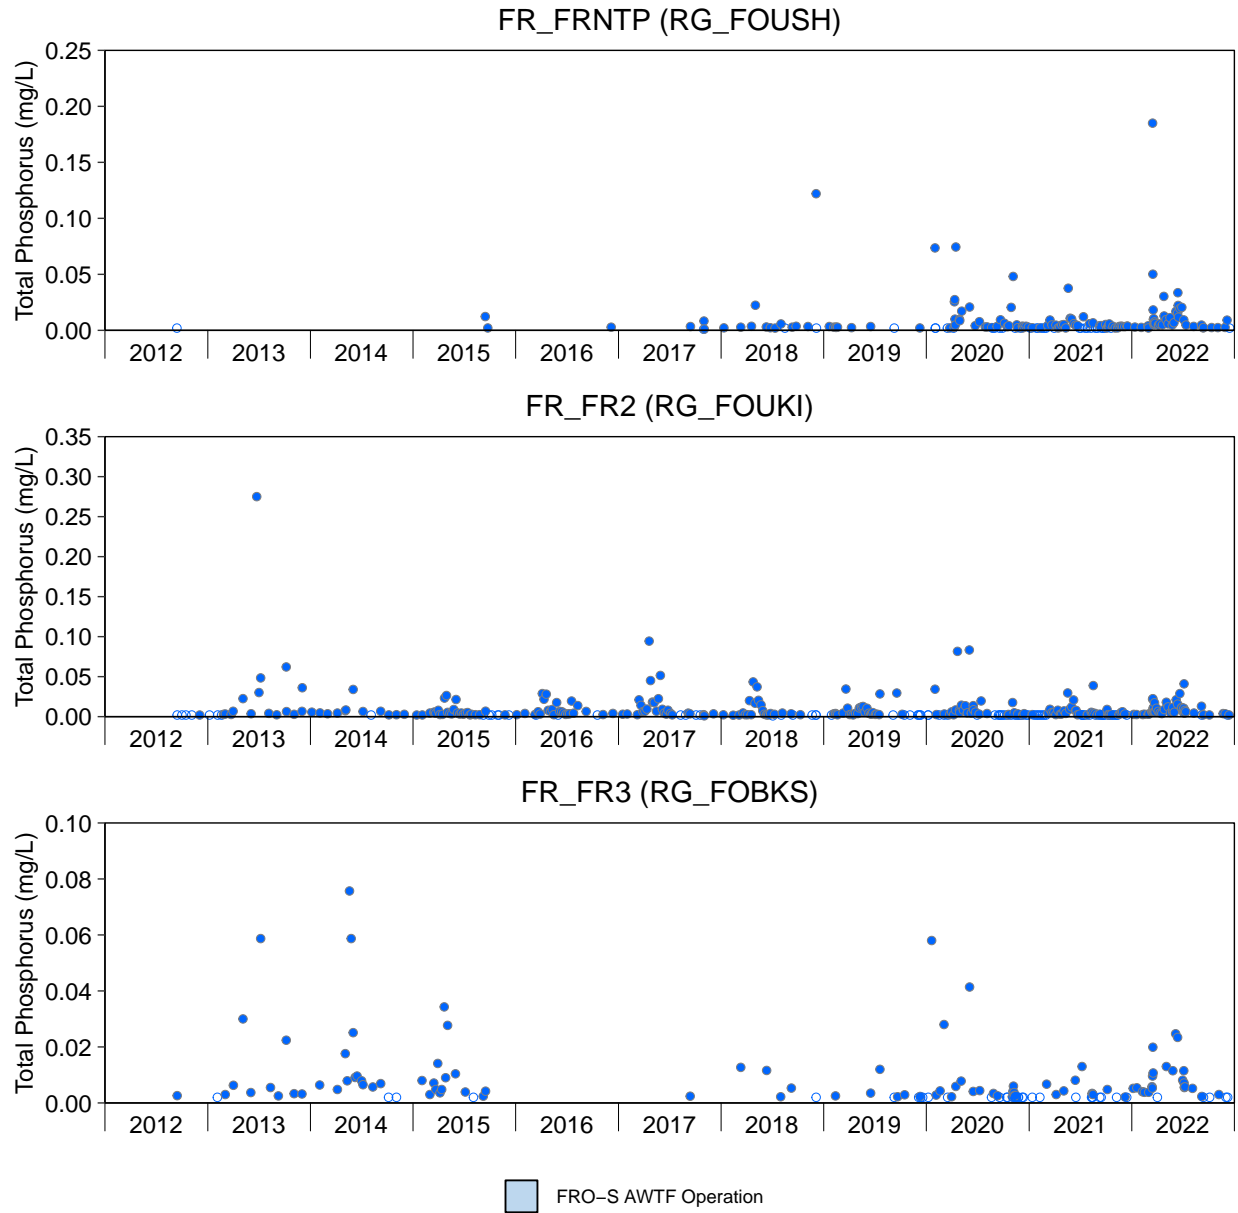 FR_FRNTP (RG_FOUSH)
Total Phosphorus (mg/L)
0.25
0.20
0.15
0.10
0.05
0.00
2012 2013 2014 2015 2016 2017 2018 2019 2020 2021 2022
FR_FR2 (RG_FOUKI)
Total Phosphorus (mg/L)
0.35
0.30
0.25
0.20
0.15
0.10
0.05
0.00
2012 2013 2014 2015 2016 2017 2018 2019 2020 2021 2022
FR_FR3 (RG_FOBKS)
Total Phosphorus (mg/L)
0.10
0.08
0.06
0.04
0.02
0.00
2012 2013 2014 2015 2016 2017 2018 2019 2020 2021 2022
FRO−S AWTF Operation